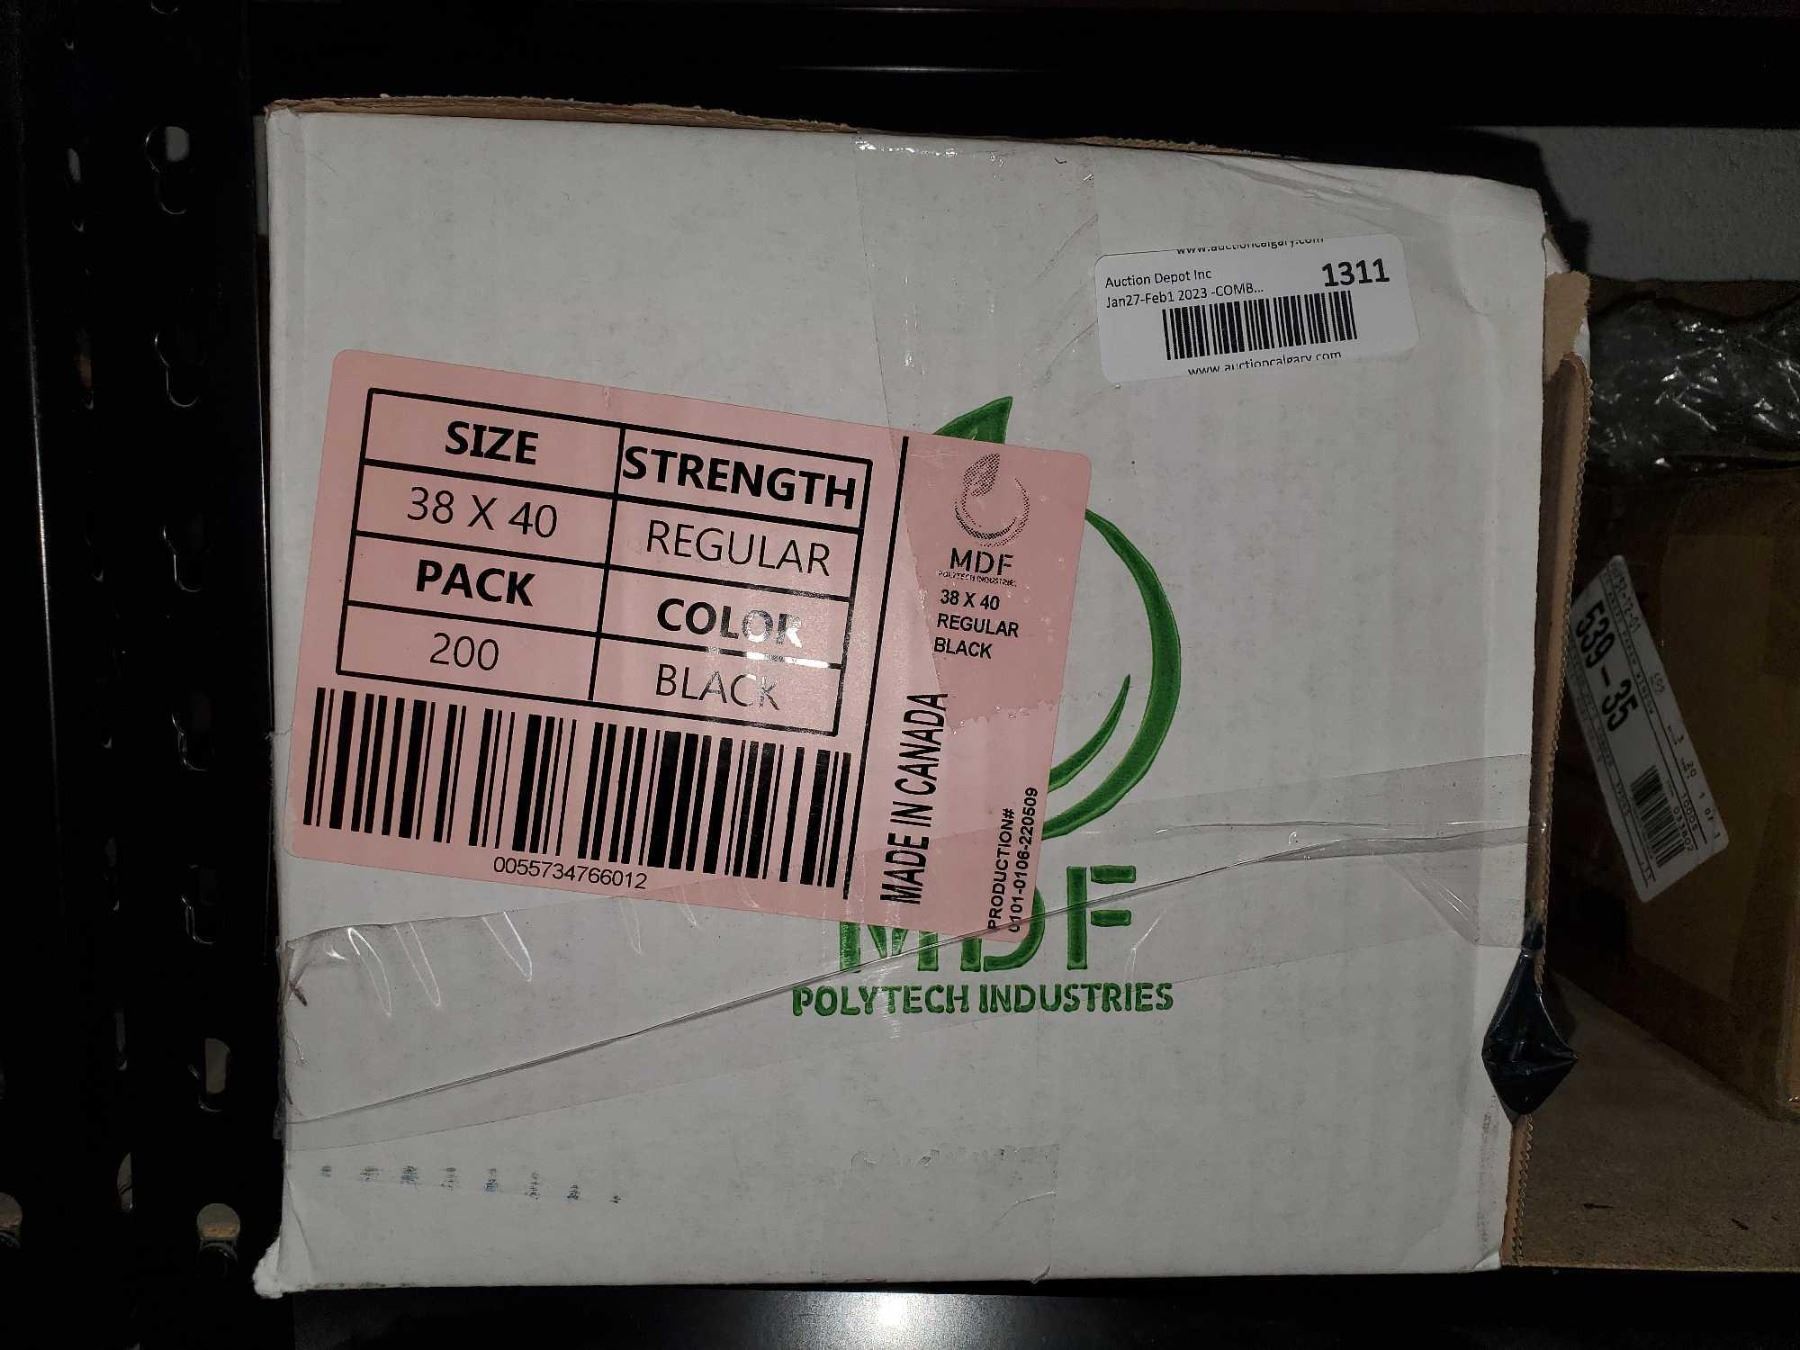 www.auctioncalgary.com
Auction Depot Inc
1311
Jan27-Feb1 2023 -COMB...
www.auctioncalgary.com
SIZE
STRENGTH
38 X 40
REGULAR
PACK
COLOR
200
BLACK
0055734766012
MADE IN CANADA
MDF
POLYTECH INDUSTRIES
38 X 40
REGULAR
BLACK
PRODUCTION#
0101-0106-220509
MDF
POLYTECH INDUSTRIES
539-35